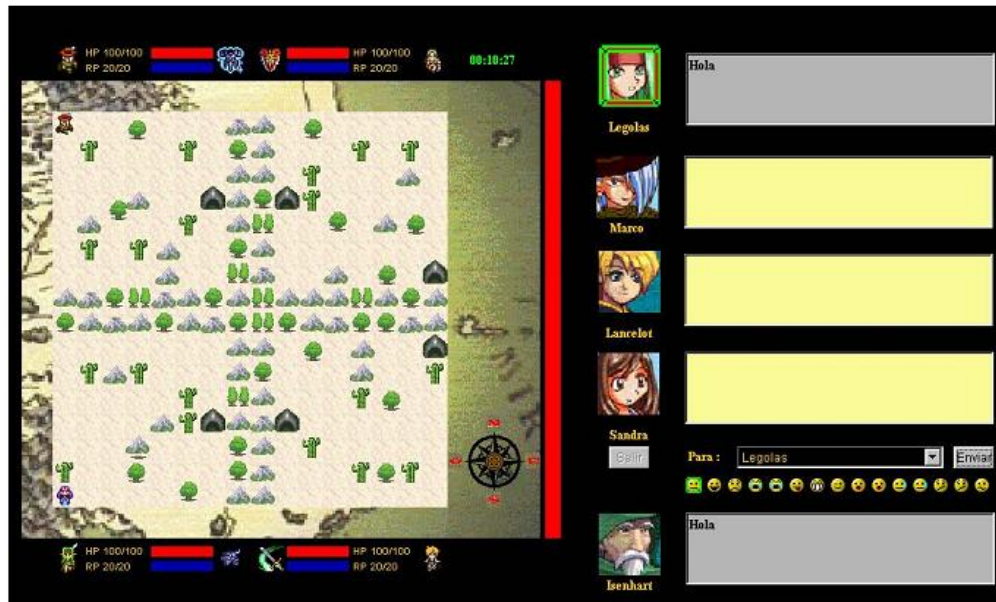 HP 100/100
RP 20/20
HP 100/100
RP 20/20
00:10:27
Hola
Legolas
Marco
Lancelot
Sandra
Salir
Para :
Legolas
Enviar
Hola
Isenhart
HP 100/100
RP 20/20
HP 100/100
RP 20/20